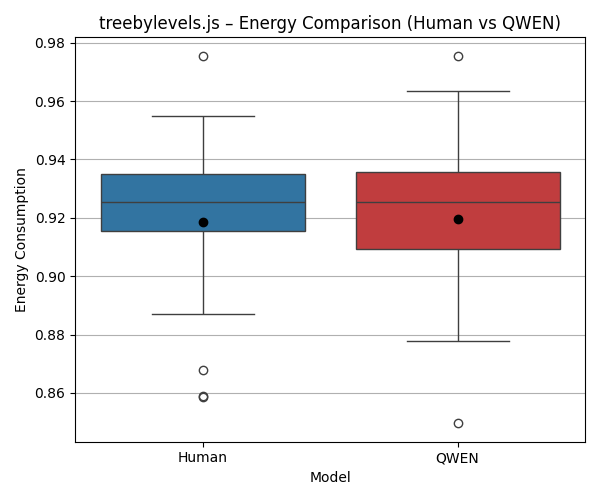 treebylevels.js – Energy Comparison (Human vs QWEN)
0.98
0.96
0.94
0.92
0.90
0.88
0.86
Energy Consumption
Human
QWEN
Model